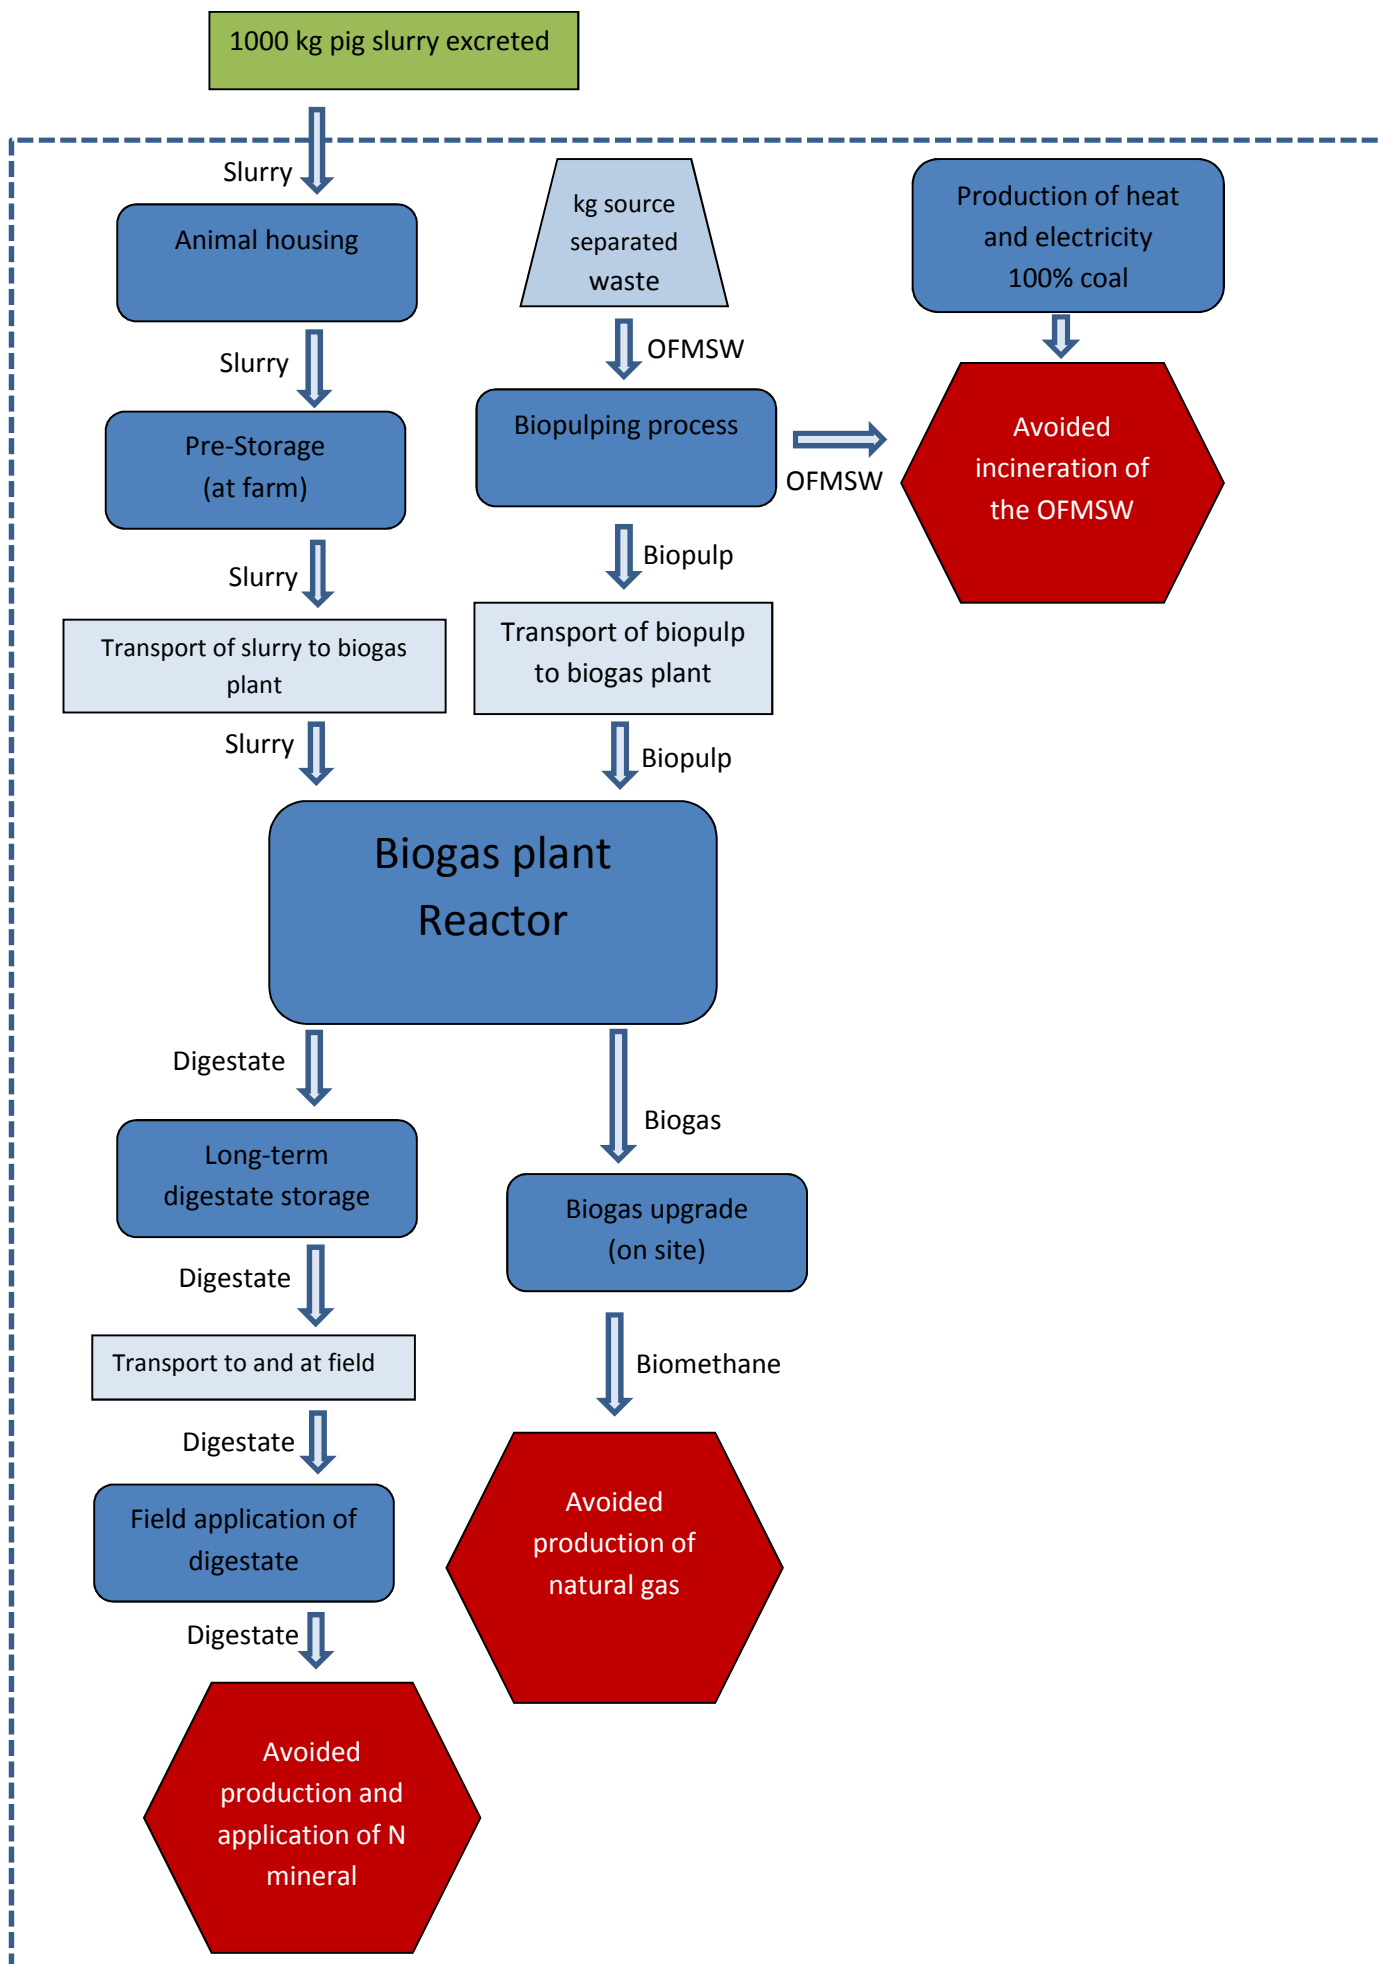 1000 kg pig slurry excreted
Slurry
Animal housing
Slurry
Pre-Storage
(at farm)
Slurry
Transport of slurry to biogas
plant
Slurry
kg source
separated
waste
OFMSW
Biopulping process
OFMSW
Biopulp
Transport of biopulp
to biogas plant
Biopulp
Production of heat
and electricity
100% coal
Avoided
incineration of
the OFMSW
Biogas plant
Reactor
Digestate
Long-term
digestate storage
Digestate
Transport to and at field
Digestate
Field application of
digestate
Digestate
Avoided
production and
application of N
mineral
Biogas
Biogas upgrade
(on site)
Biomethane
Avoided
production of
natural gas